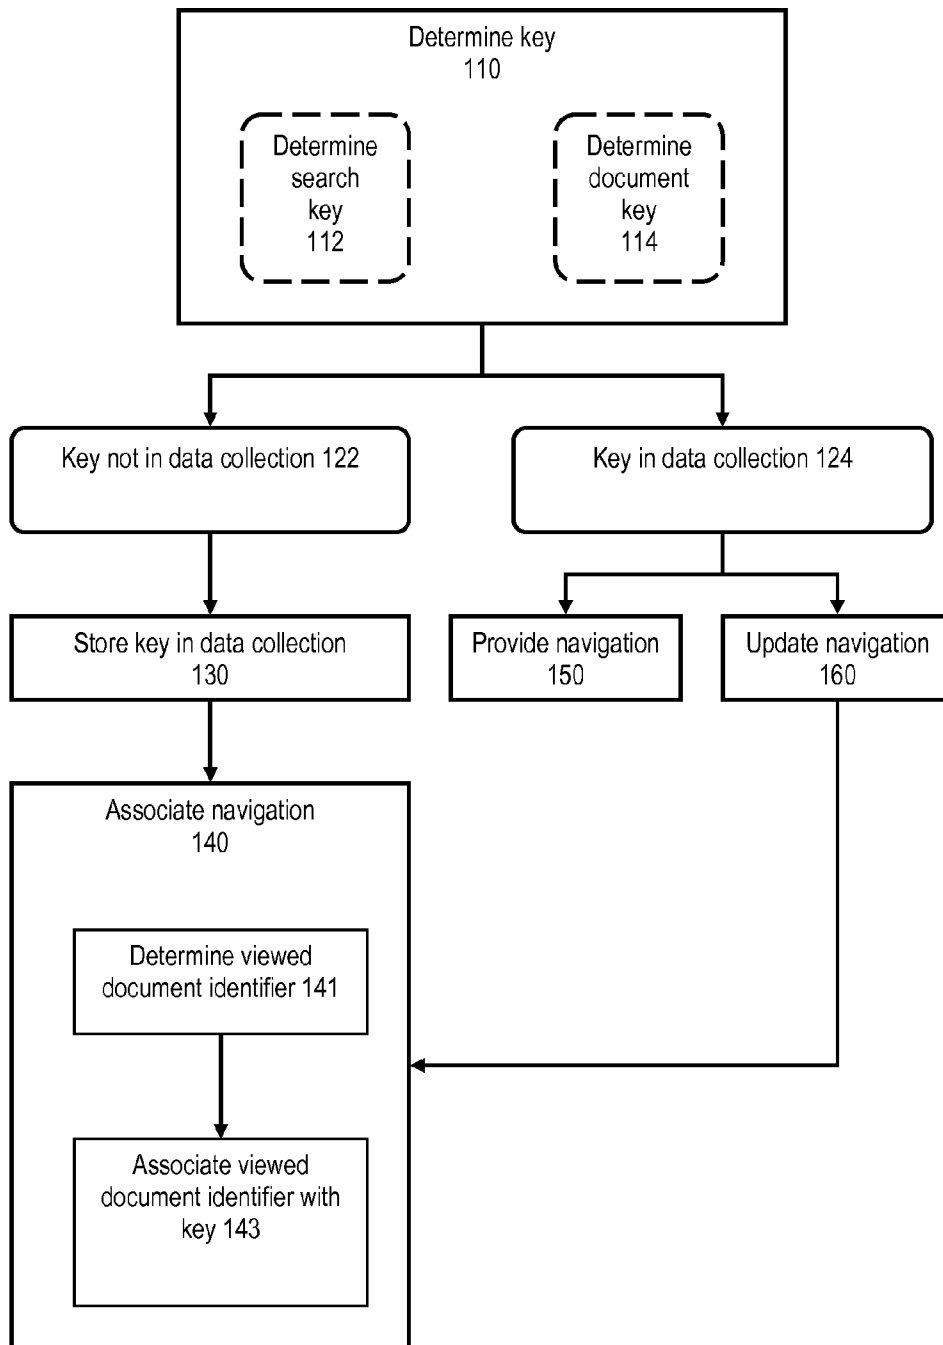 Determine key
110
Determine
search
key
112
Determine
document
key
114
Key not in data collection 122
Key in data collection 124
Store key in data collection
130
Provide navigation
150
Update navigation
160
Associate navigation
140
Determine viewed
document identifier 141
Associate viewed
document identifier with
key 143